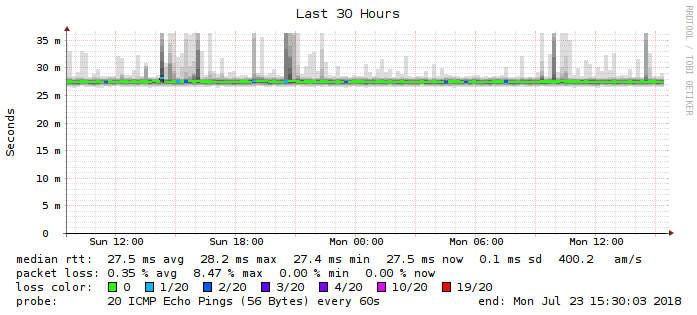 Last 30 Hours
RRDTOOL / TOBI OETIKER
Seconds
35 m
30 m
25 m
20 m
15 m
10 m
5 m
0
Sun 12:00 Sun 18:00 Mon 00:00 Mon 06:00 Mon 12:00
median rtt: 27.5 ms avg 28.2 ms max 27.4 ms min 27.5 ms now 0.1 ms sd 400.2 am/s
packet loss: 0.35 % avg 8.47 % max 0.00 % min 0.00 % now
loss color: 0 1/20 2/20 3/20 4/20 10/20 19/20
probe: 20 ICMP Echo Pings (56 Bytes) every 60s end: Mon Jul 23 15:30:03 2018